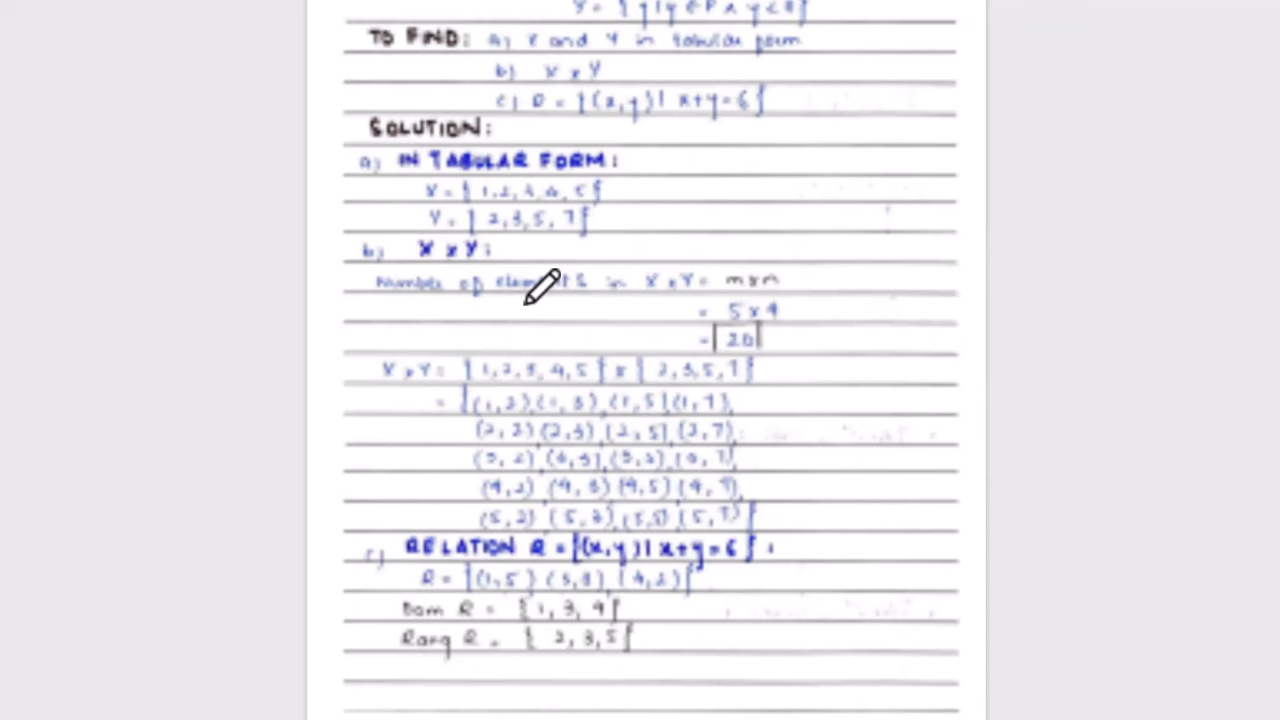 Y = { y | y ∈ P ∧ y < 8 }
TO FIND: a) X and Y in tabular form
b) X x Y
c) R = {(x,y) | x+y=6}
SOLUTION:
a) IN TABULAR FORM:
X = { 1,2,3,4,5 }
Y = { 2,3,5,7 }
b) X x Y:
Number of elements in X x Y = m x n
= 5 x 4
= 20
X x Y = { 1,2,3,4,5 } x { 2,3,5,7 }
= {(1,2),(1,3),(1,5),(1,7),
(2,2),(2,3),(2,5),(2,7),
(3,2),(3,3),(3,5),(3,7),
(4,2),(4,3),(4,5),(4,7),
(5,2),(5,3),(5,5),(5,7)}
c) RELATION R = {(x,y) | x+y=6}:
R = {(1,5),(3,3),(4,2)}
Dom R = { 1,3,4 }
Rang R = { 2,3,5 }